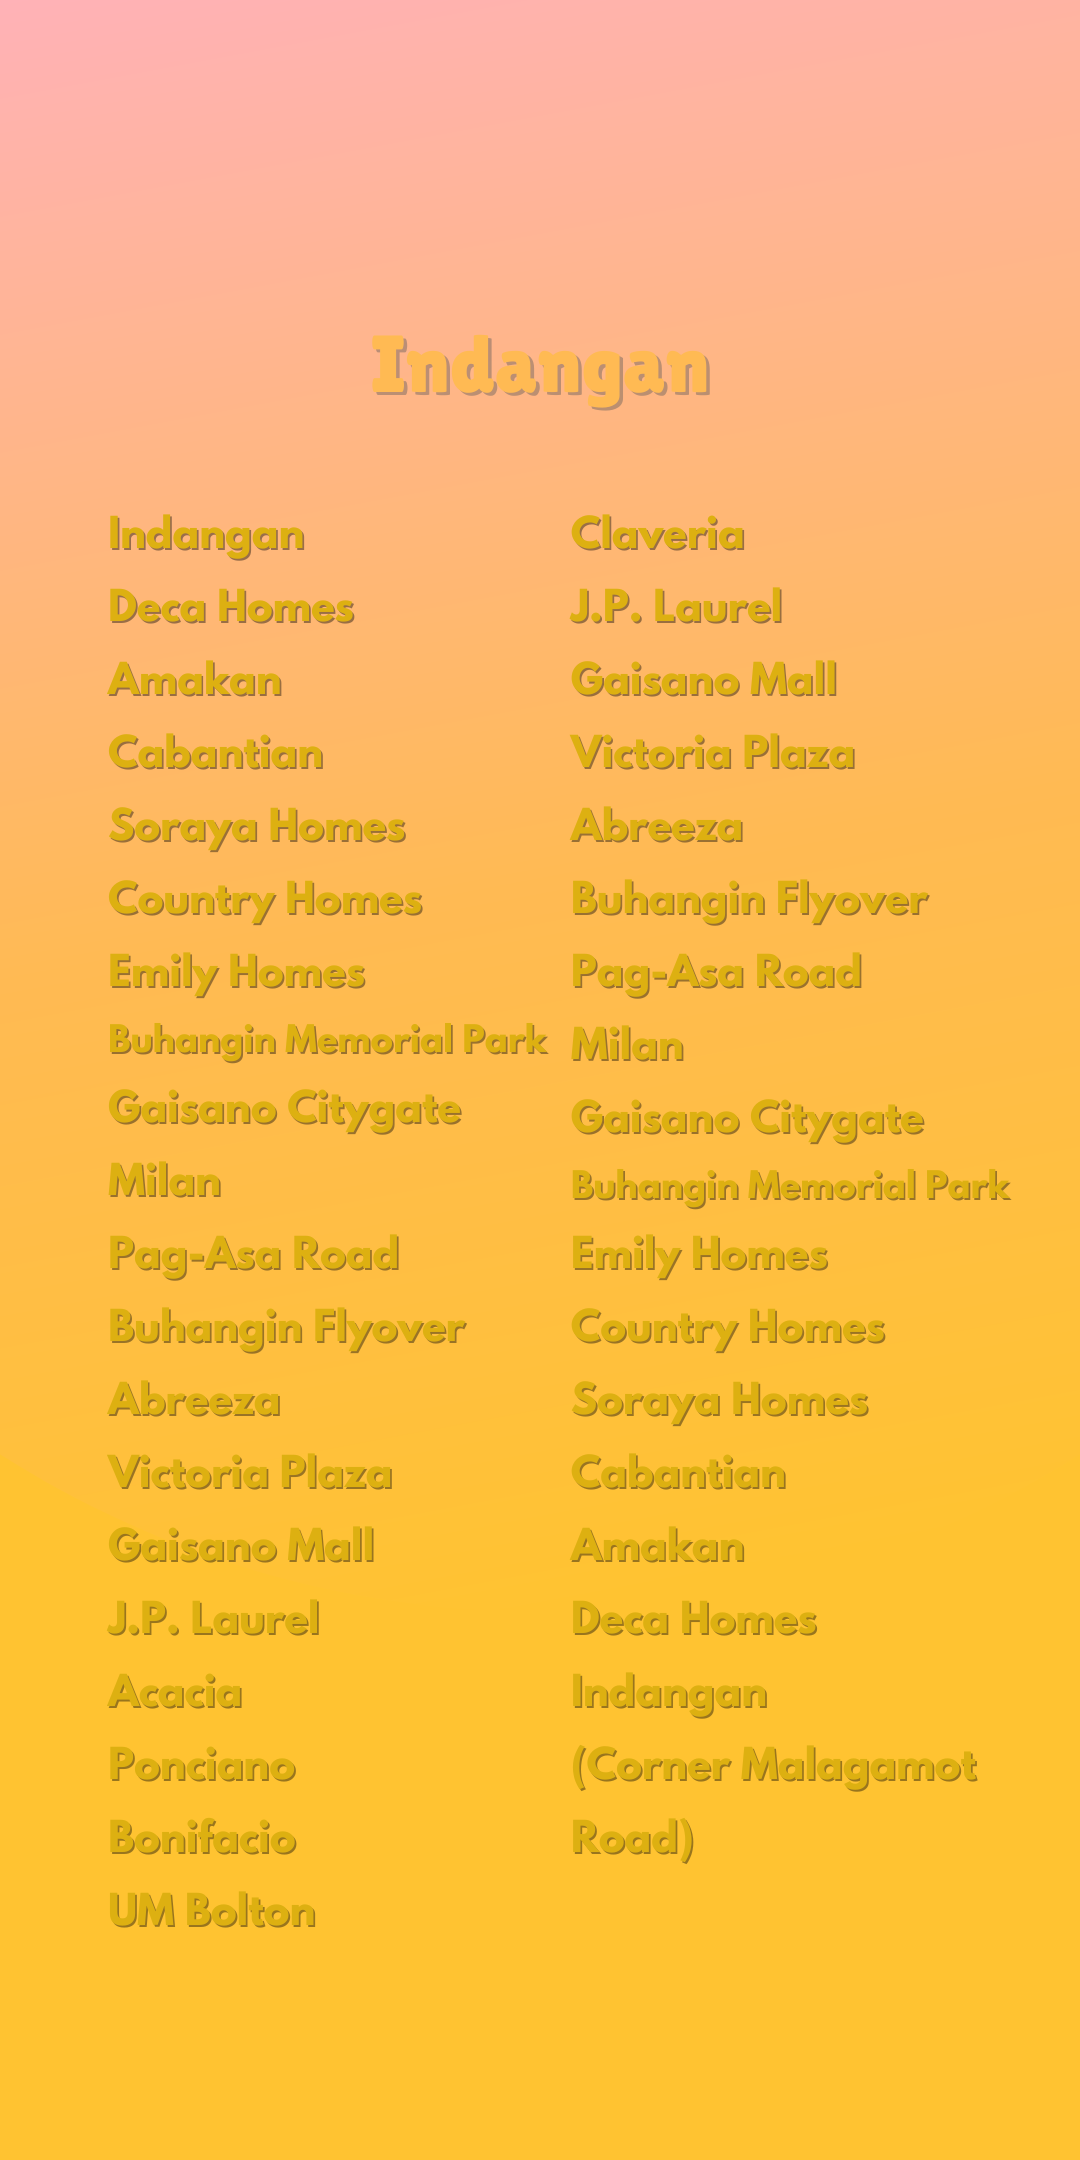 Indangan
Indangan
Deca Homes
Amakan
Cabantian
Soraya Homes
Country Homes
Emily Homes
Buhangin Memorial Park
Gaisano Citygate
Milan
Pag-Asa Road
Buhangin Flyover
Abreeza
Victoria Plaza
Gaisano Mall
J.P. Laurel
Acacia
Ponciano
Bonifacio
UM Bolton
Claveria
J.P. Laurel
Gaisano Mall
Victoria Plaza
Abreeza
Buhangin Flyover
Pag-Asa Road
Milan
Gaisano Citygate
Buhangin Memorial Park
Emily Homes
Country Homes
Soraya Homes
Cabantian
Amakan
Deca Homes
Indangan
(Corner Malagamot
Road)